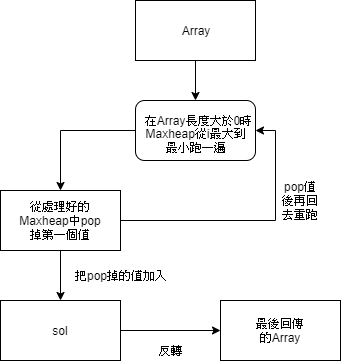 Array
在Array長度大於0時
Maxheap從i最大到
最小跑一遍
pop值
後再回
去重跑
從處理好的
Maxheap中pop
掉第一個值
把pop掉的值加入
sol
反轉
最後回傳
的Array